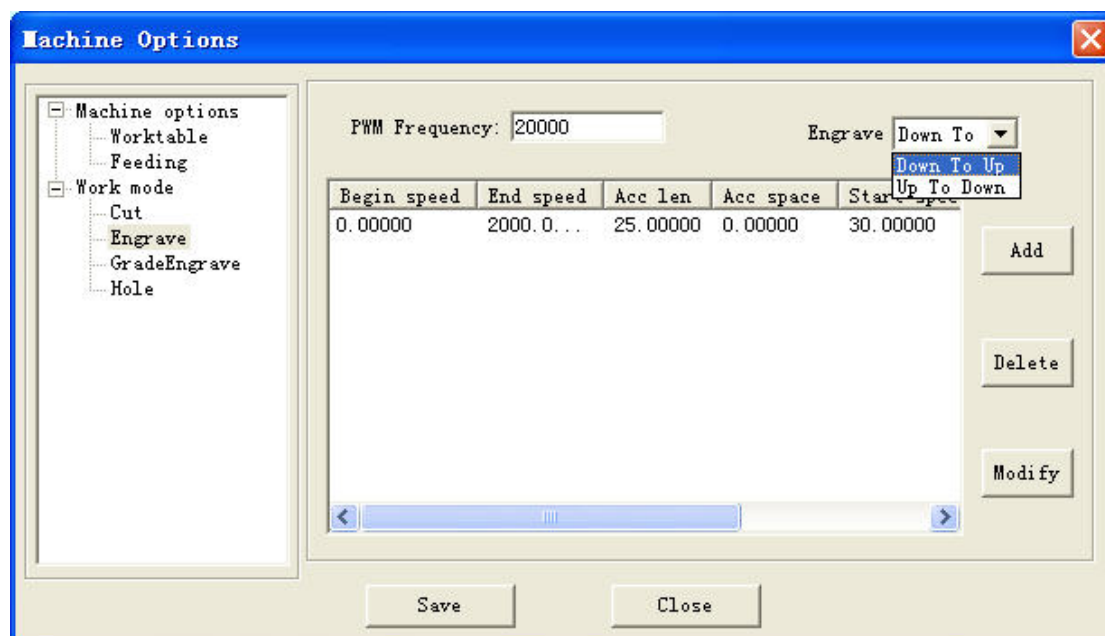 Machine Options
Machine options
Worktable
Feeding
Work mode
Cut
Engrave
GradeEngrave
Hole
PWM Frequency: 20000
Engrave Down To
Down To Up
Up To Down
Begin speed End speed Acc len Acc space
0.00000 2000.0... 25.00000 0.00000 30.00000
Add
Delete
Modify
Save Close